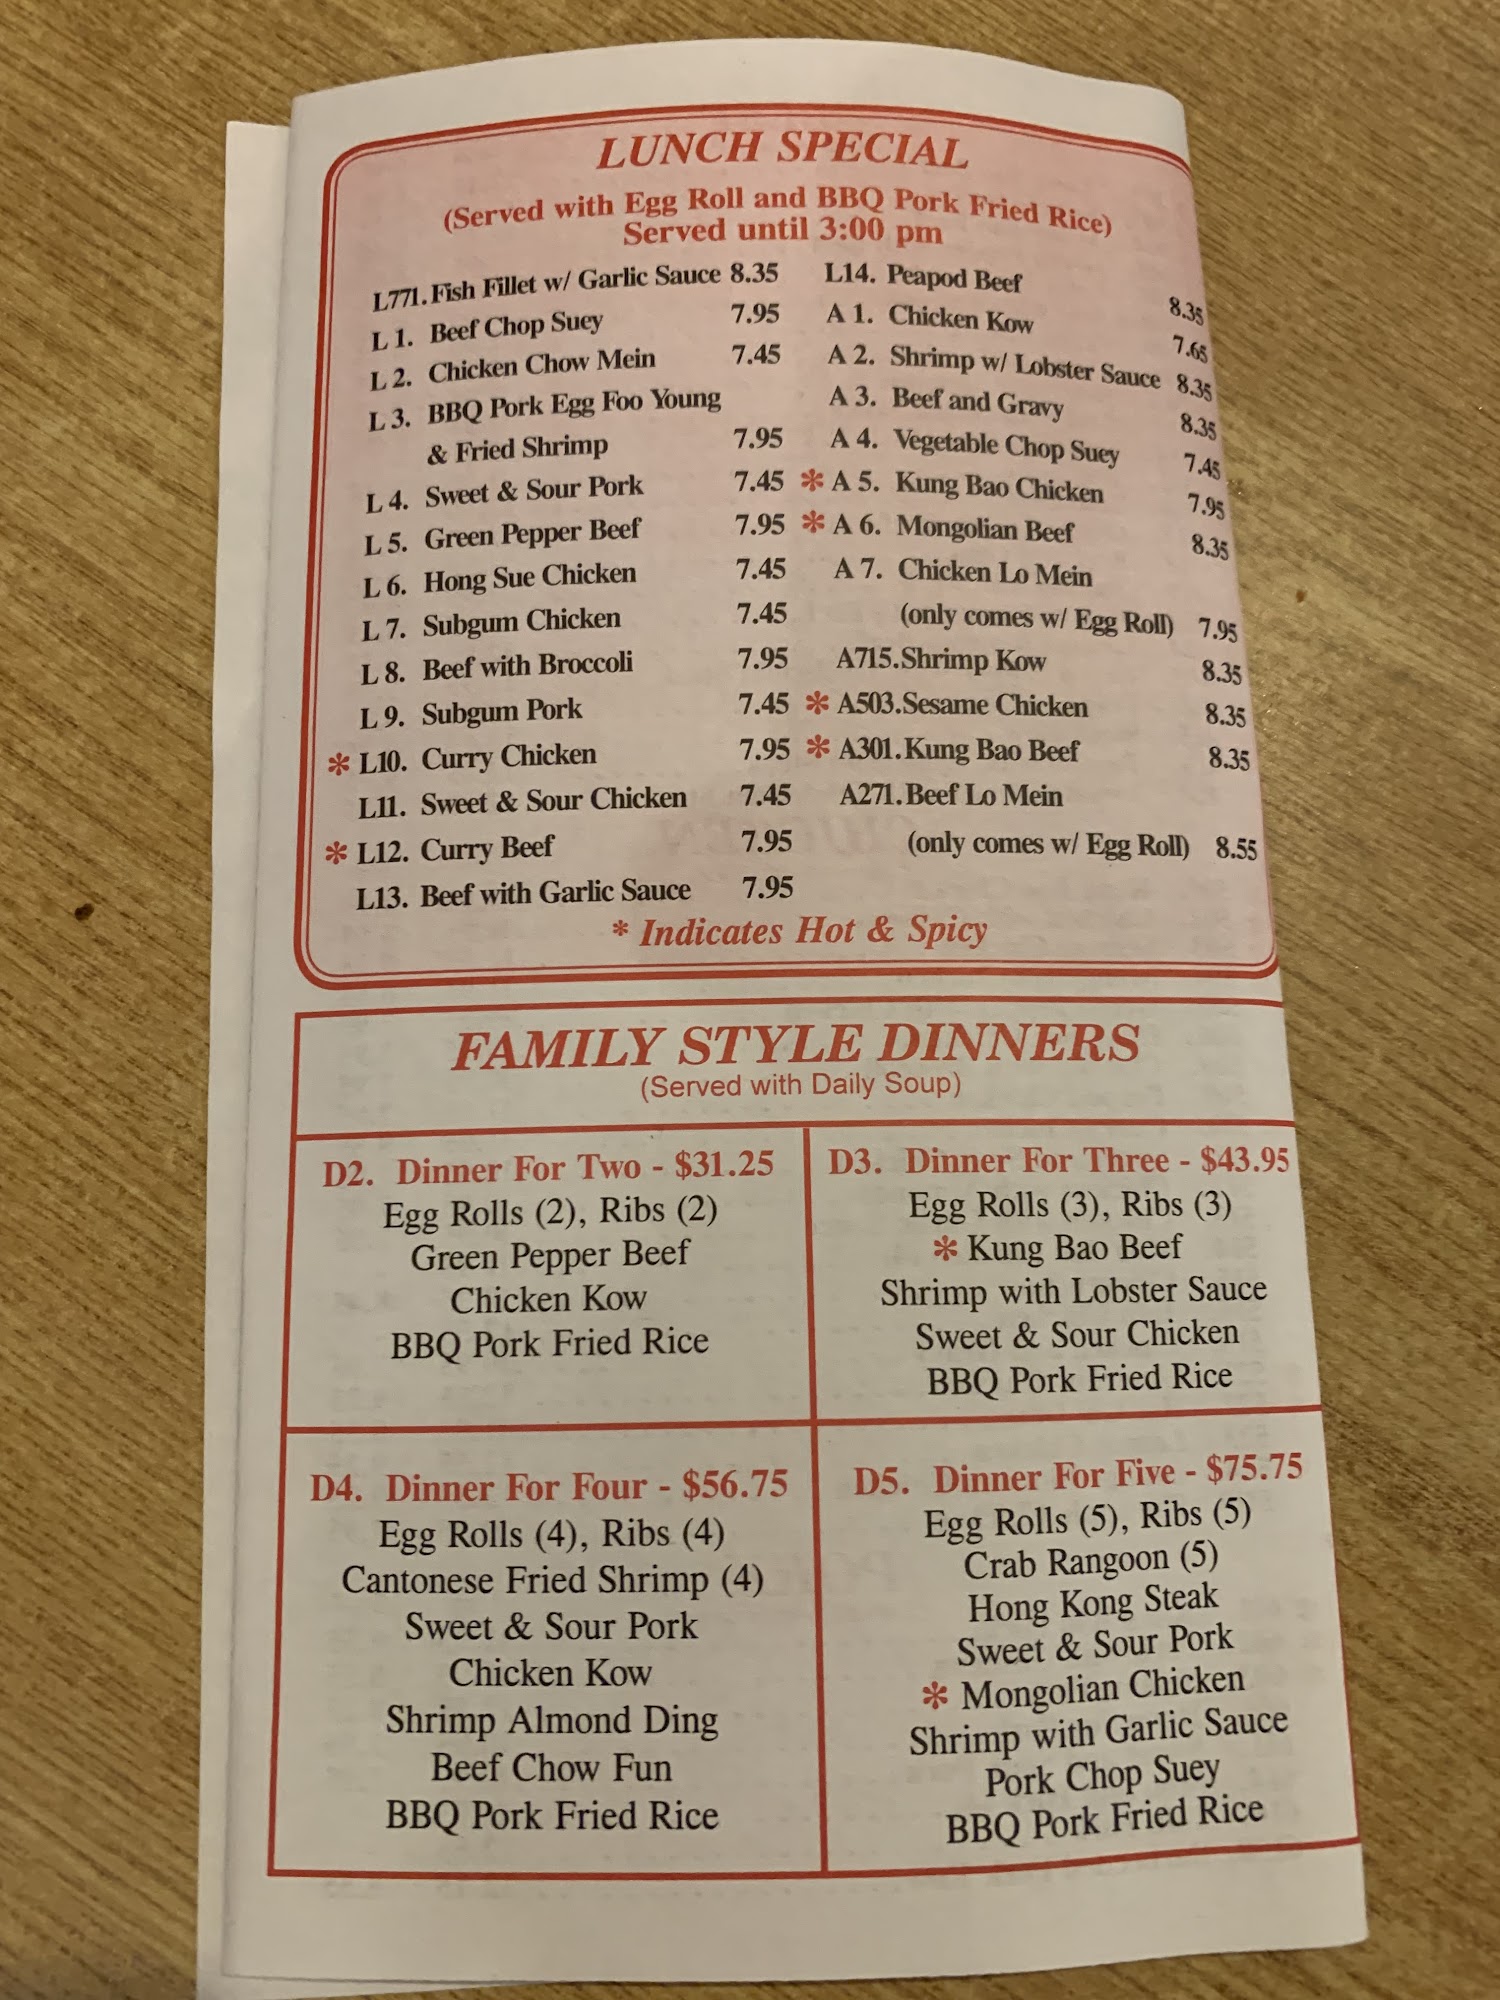 LUNCH SPECIAL
(Served with Egg Roll and BBQ Pork Fried Rice)
Served until 3:00 pm
L771. Fish Fillet w/ Garlic Sauce 8.35
L 1. Beef Chop Suey 7.95
L 2. Chicken Chow Mein 7.45
L 3. BBQ Pork Egg Foo Young
& Fried Shrimp 7.95
L 4. Sweet & Sour Pork 7.45
L 5. Green Pepper Beef 7.95
L 6. Hong Sue Chicken 7.45
L 7. Subgum Chicken 7.45
L 8. Beef with Broccoli 7.95
L 9. Subgum Pork 7.45
* L10. Curry Chicken 7.95
L11. Sweet & Sour Chicken 7.45
* L12. Curry Beef 7.95
L13. Beef with Garlic Sauce 7.95
L14. Peapod Beef 8.35
A 1. Chicken Kow 7.65
A 2. Shrimp w/ Lobster Sauce 8.35
A 3. Beef and Gravy 8.35
A 4. Vegetable Chop Suey 7.45
* A 5. Kung Bao Chicken 7.95
* A 6. Mongolian Beef 8.35
A 7. Chicken Lo Mein
(only comes w/ Egg Roll) 7.95
A715. Shrimp Kow 8.35
* A503. Sesame Chicken 8.35
* A301. Kung Bao Beef 8.35
A271. Beef Lo Mein
(only comes w/ Egg Roll) 8.55
* Indicates Hot & Spicy
FAMILY STYLE DINNERS
(Served with Daily Soup)
D2. Dinner For Two - $31.25
Egg Rolls (2), Ribs (2)
Green Pepper Beef
Chicken Kow
BBQ Pork Fried Rice
D3. Dinner For Three - $43.95
Egg Rolls (3), Ribs (3)
* Kung Bao Beef
Shrimp with Lobster Sauce
Sweet & Sour Chicken
BBQ Pork Fried Rice
D4. Dinner For Four - $56.75
Egg Rolls (4), Ribs (4)
Cantonese Fried Shrimp (4)
Sweet & Sour Pork
Chicken Kow
Shrimp Almond Ding
Beef Chow Fun
BBQ Pork Fried Rice
D5. Dinner For Five - $75.75
Egg Rolls (5), Ribs (5)
Crab Rangoon (5)
Hong Kong Steak
Sweet & Sour Pork
* Mongolian Chicken
Shrimp with Garlic Sauce
Pork Chop Suey
BBQ Pork Fried Rice